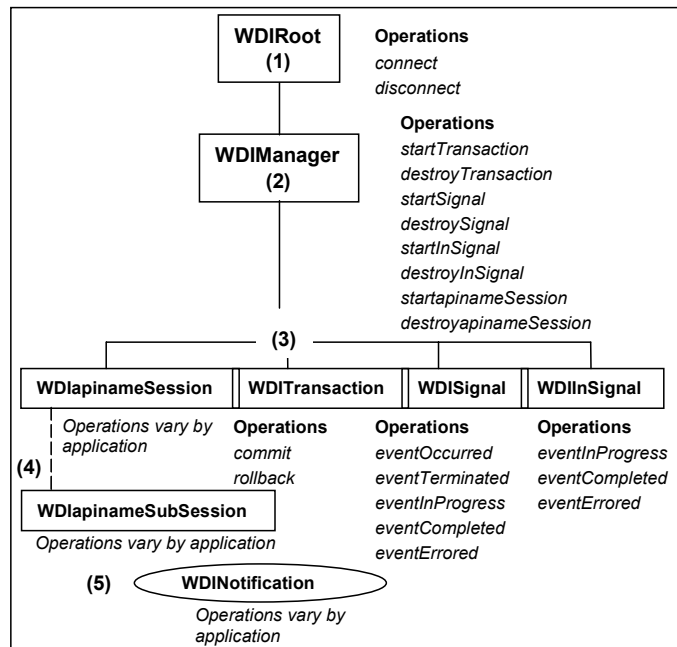 WDIRoot
(1)
Operations
connect
disconnect
WDIManager
(2)
Operations
startTransaction
destroyTransaction
startSignal
destroySignal
startInSignal
destroyInSignal
startapinameSession
destroyapinameSession
(3)
WDIapinameSession
WDITransaction
WDISignal
WDIInSignal
Operations vary by
application
Operations
commit
rollback
Operations
eventOccurred
eventTerminated
eventInProgress
eventCompleted
eventErrored
Operations
eventInProgress
eventCompleted
eventErrored
(4)
WDIapinameSubSession
Operations vary by application
(5)
WDINotification
Operations vary by
application